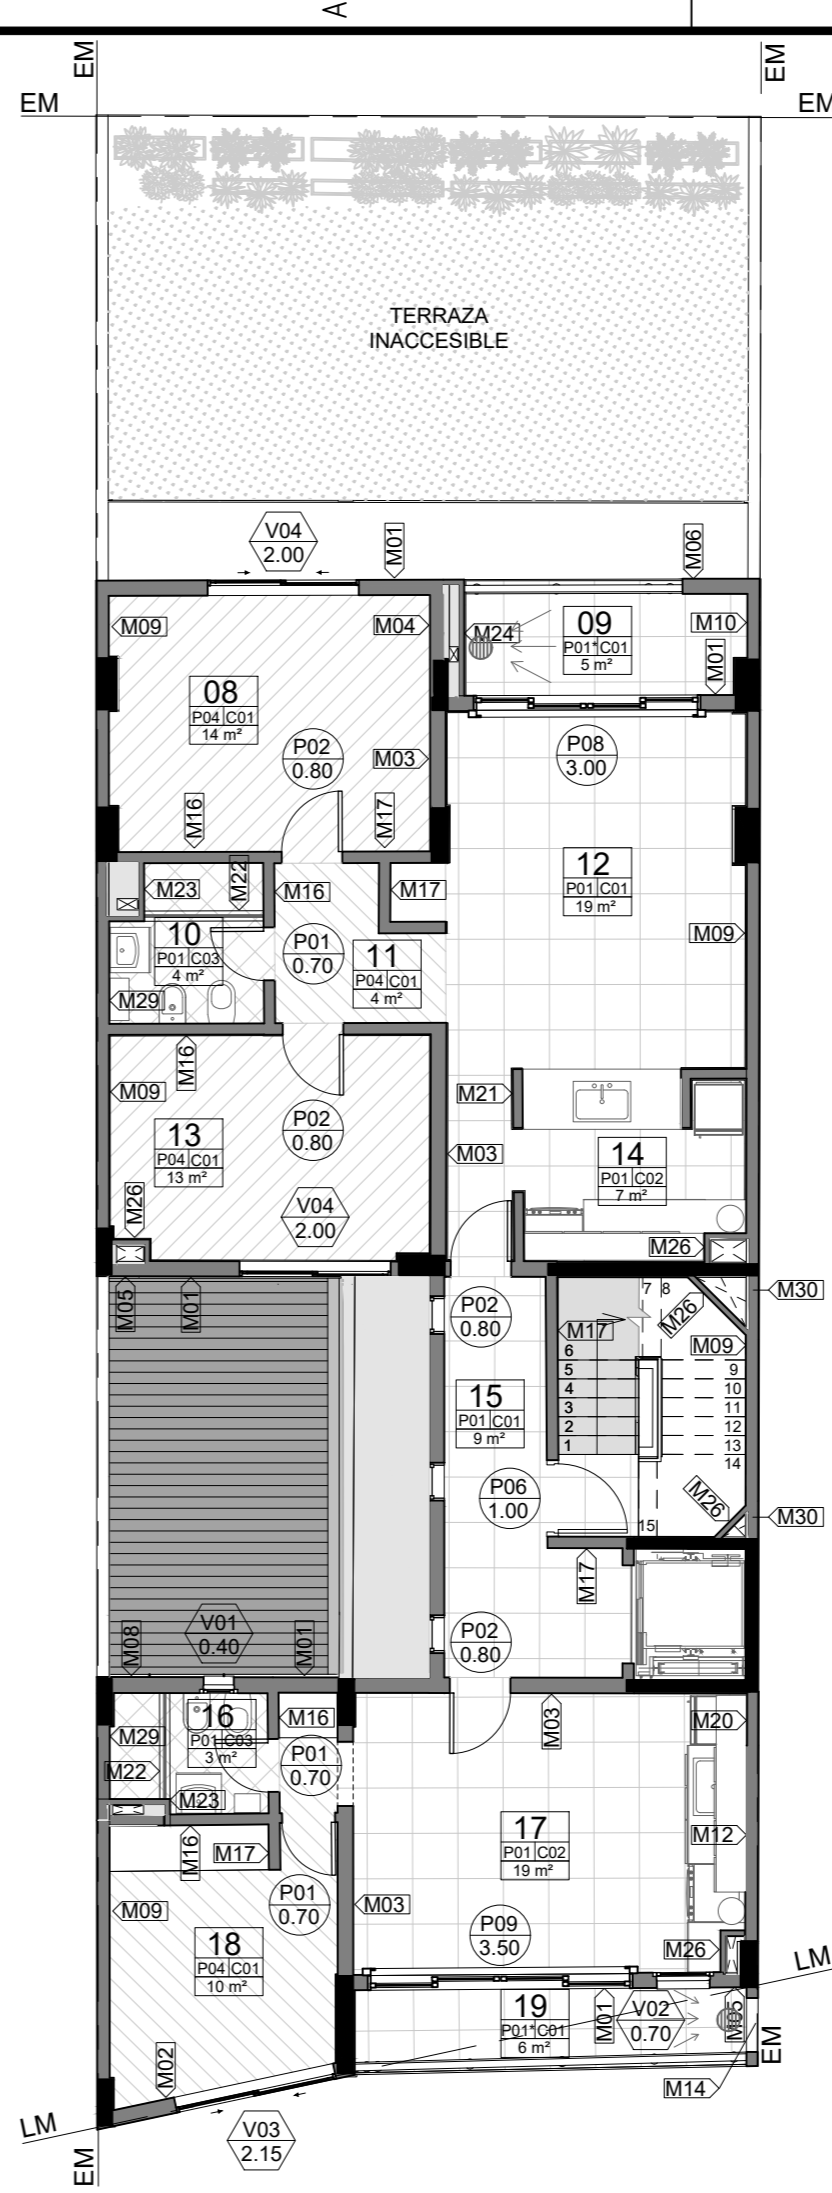 A
EM
EM
EM
EM
TERRAZA
INACCESIBLE
V04
2.00
M01
M06
M09
M04
M24
09
P01* C01
5 m²
M10
M01
08
P04 C01
14 m²
P02
0.80
M03
P08
3.00
M16
M17
M23
M22
M16
M17
12
P01 C01
19 m²
M09
10
P01 C03
4 m²
P01
0.70
11
P04 C01
4 m²
M29
M16
M09
M21
P02
0.80
13
P04 C01
13 m²
M03
14
P01 C02
7 m²
M26
V04
2.00
M26
M05
M01
P02
0.80
7 8
M26
M30
M17
M09
6
5
4
3
2
1
9
10
11
12
13
14
15
P01 C01
9 m²
P06
1.00
M26
M30
15
M17
M08
V01
0.40
M01
P02
0.80
16
P01 C03
3 m²
M16
M03
M20
M29
M22
P01
0.70
M23
17
P01 C02
19 m²
M12
M16
M17
M09
P01
0.70
M03
P09
3.50
M26
18
P04 C01
10 m²
LM
19
P01* C01
6 m²
M01
V02
0.70
M05
EM
M02
M14
LM
V03
2.15
EM